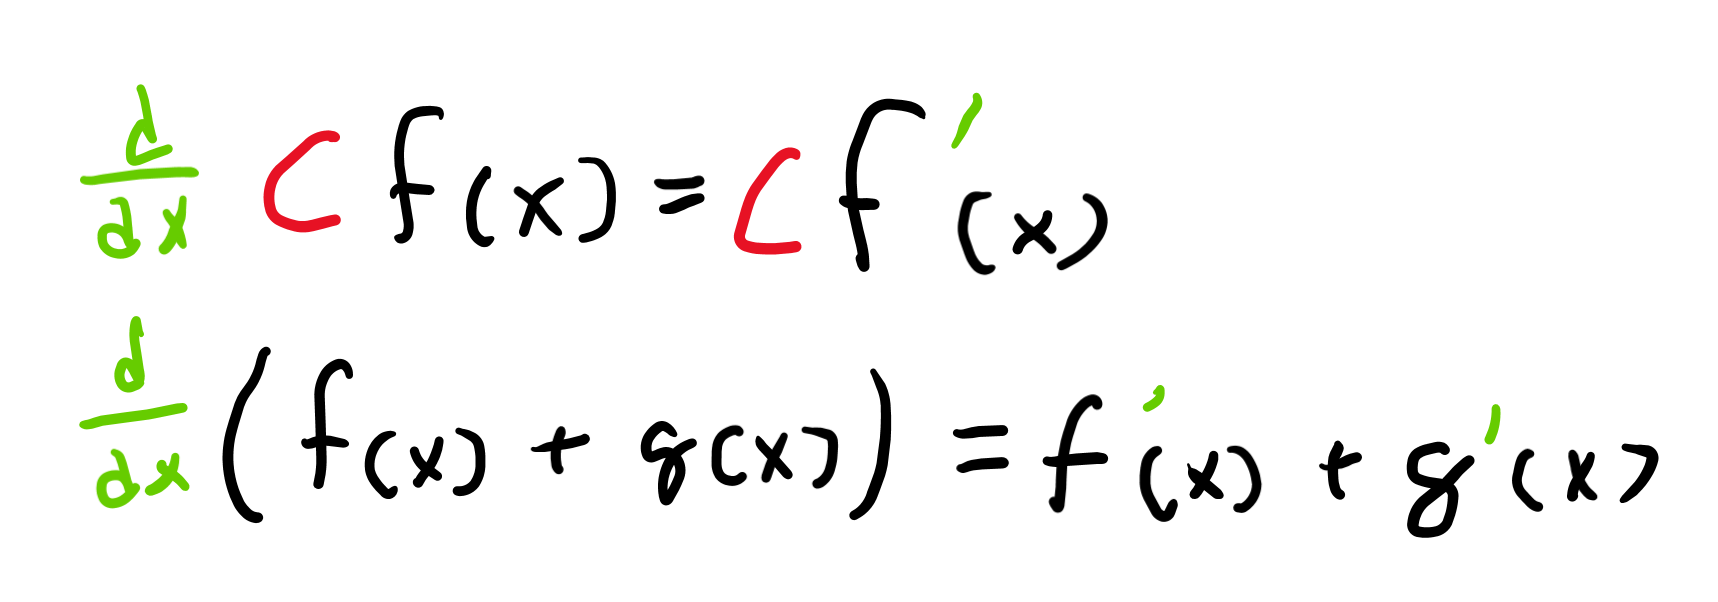 d/dx C f(x) = C f'(x)
d/dx (f(x) + g(x)) = f'(x) + g'(x)